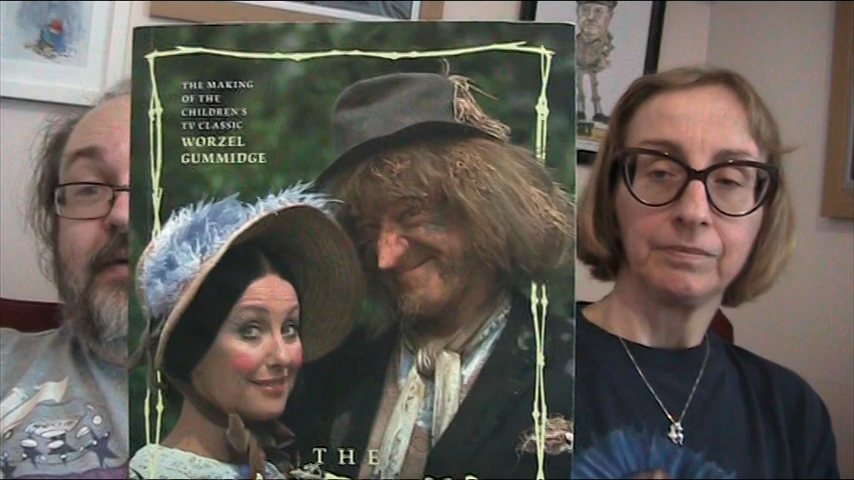 THE MAKING
OF THE
CHILDREN'S
TV CLASSIC
WORZEL
GUMMIDGE
THE